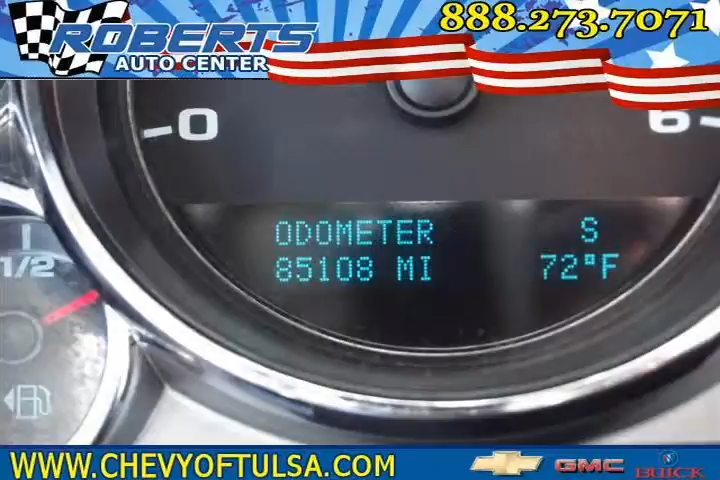 ROBERTS
AUTO CENTER
888.273.7071
0
6
ODOMETER S
85108 MI 72°F
1/2
WWW.CHEVYOFTULSA.COM
GMC
BUICK